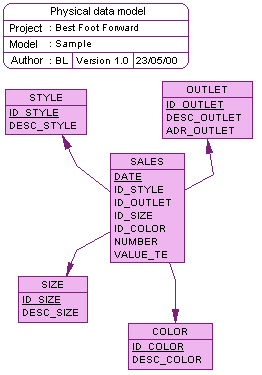 Physical data model
Project : Best Foot Forward
Model : Sample
Author : BL Version 1.0 23/05/00
STYLE
ID_STYLE
DESC_STYLE
OUTLET
ID_OUTLET
DESC_OUTLET
ADR_OUTLET
SALES
DATE
ID_STYLE
ID_OUTLET
ID_SIZE
ID_COLOR
NUMBER
VALUE_TE
SIZE
ID_SIZE
DESC_SIZE
COLOR
ID_COLOR
DESC_COLOR